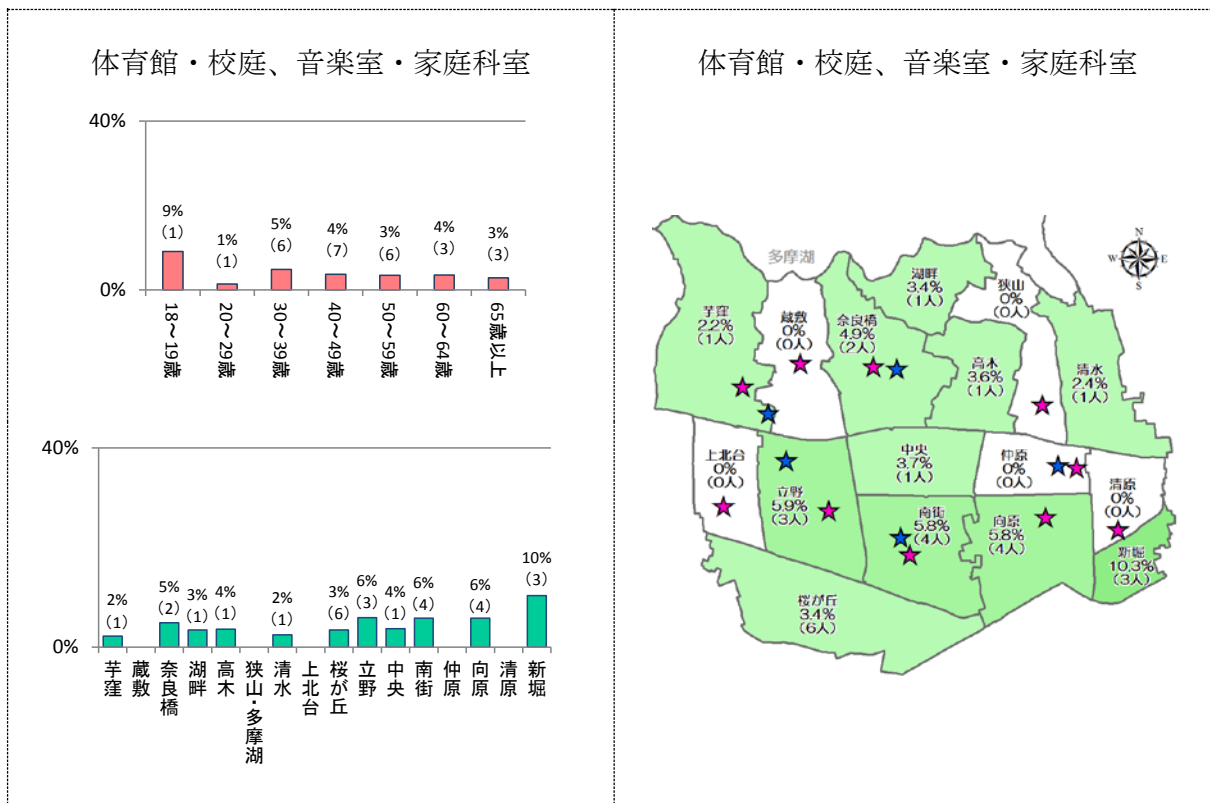 体育館・校庭、音楽室・家庭科室
40%
0%
9%
(1)
1%
(1)
5%
(6)
4%
(7)
3%
(6)
4%
(3)
3%
(3)
18～19歳
20～29歳
30～39歳
40～49歳
50～59歳
60～64歳
65歳以上
40%
0%
2%
(1)
5%
(2)
3%
(1)
4%
(1)
2%
(1)
3%
(6)
6%
(3)
4%
(1)
6%
(4)
6%
(4)
10%
(3)
芋窪
蔵敷
奈良橋
湖畔
高木
狭山・多摩湖
清水
上北台
桜が丘
立野
中央
南街
仲原
向原
清原
新堀
体育館・校庭、音楽室・家庭科室
多摩湖
N
W
E
S
湖畔
3.4%
(1人)
狭山
0%
(0人)
芋窪
2.2%
(1人)
蔵敷
0%
(0人)
奈良橋
4.9%
(2人)
高木
3.6%
(1人)
清水
2.4%
(1人)
上北台
0%
(0人)
立野
5.9%
(3人)
中央
3.7%
(1人)
仲原
0%
(0人)
清原
0%
(0人)
南街
5.8%
(4人)
向原
5.8%
(4人)
新堀
10.3%
(3人)
桜が丘
3.4%
(6人)